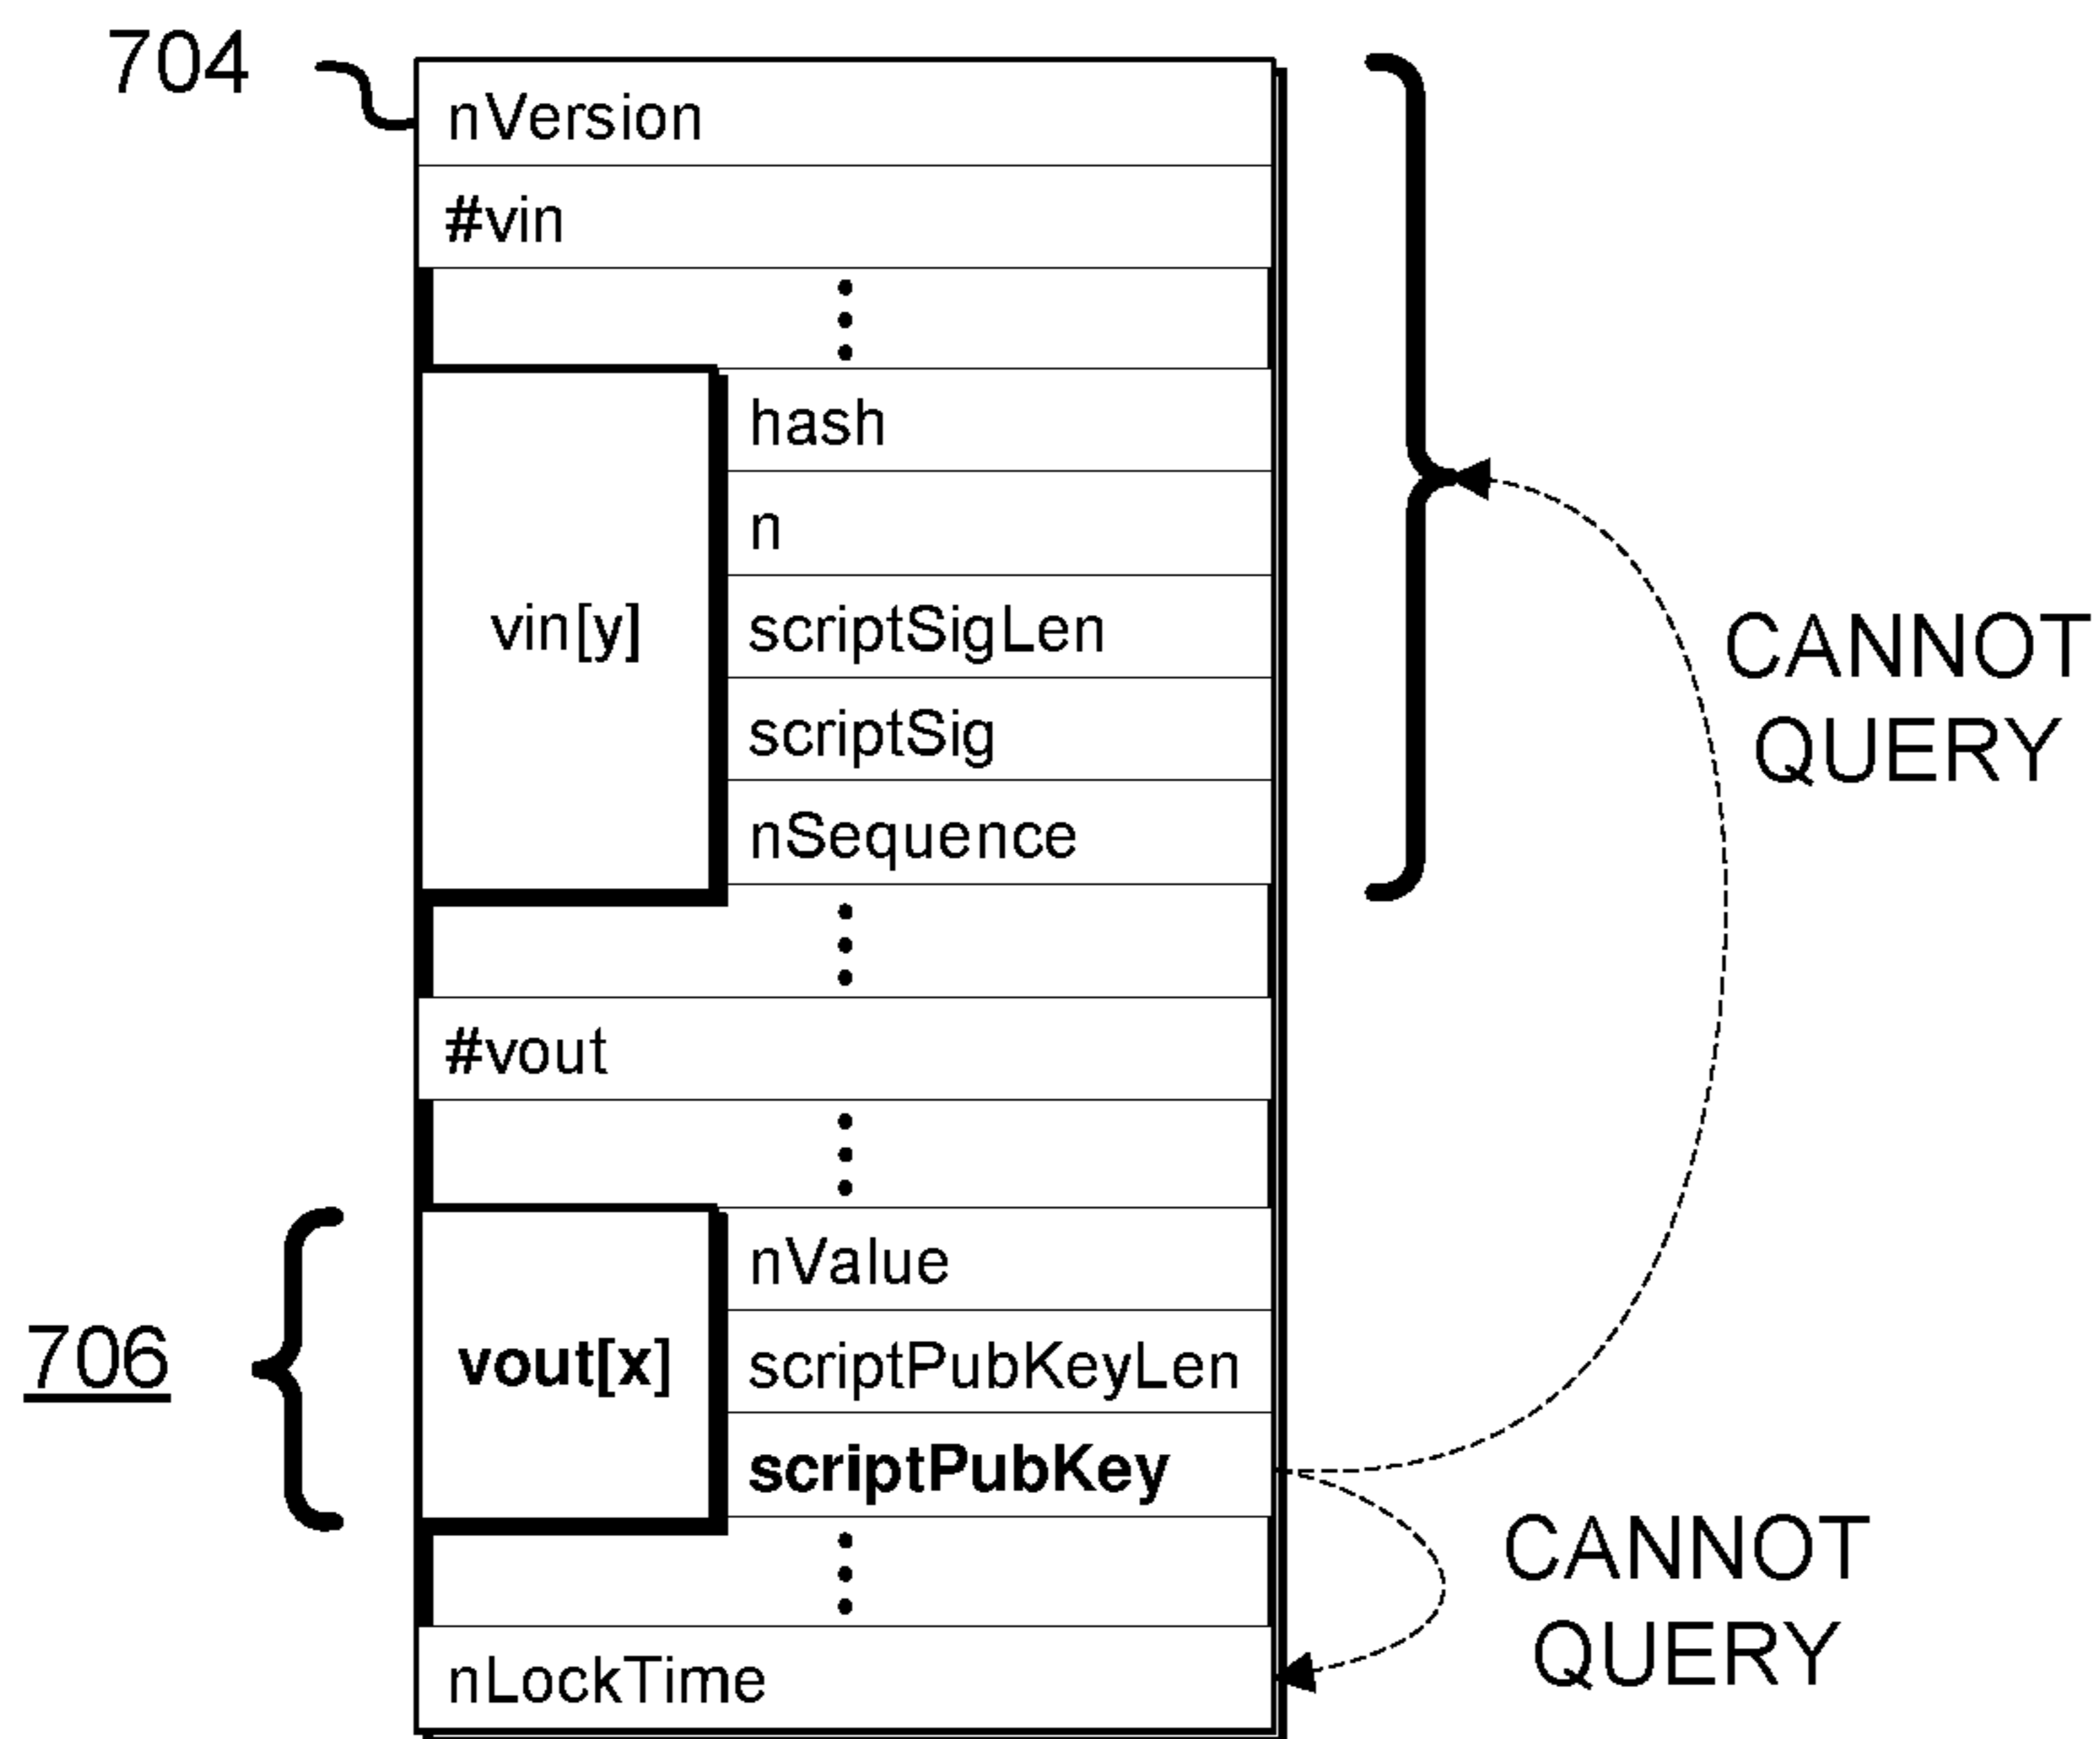 704
nVersion
#vin
hash
n
vin[y]
scriptSigLen
scriptSig
nSequence
CANNOT
QUERY
#vout
706
vout[x]
nValue
scriptPubKeyLen
scriptPubKey
CANNOT
QUERY
nLockTime